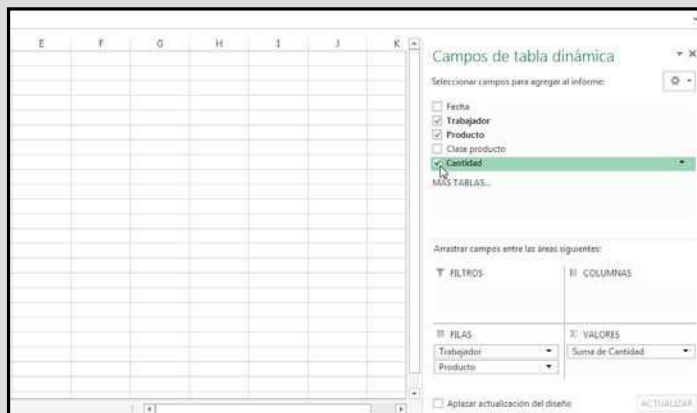 E F G H I J K
Campos de tabla dinámica
Seleccionar campos para agregar al informe:
Fecha
Trabajador
Producto
Clase producto
Cantidad
MÁS TABLAS...
Arrastrar campos entre las áreas siguientes:
FILTROS
COLUMNAS
FILAS
Σ VALORES
Trabajador
Suma de Cantidad
Producto
Aplazar actualización del diseño
ACTUALIZAR